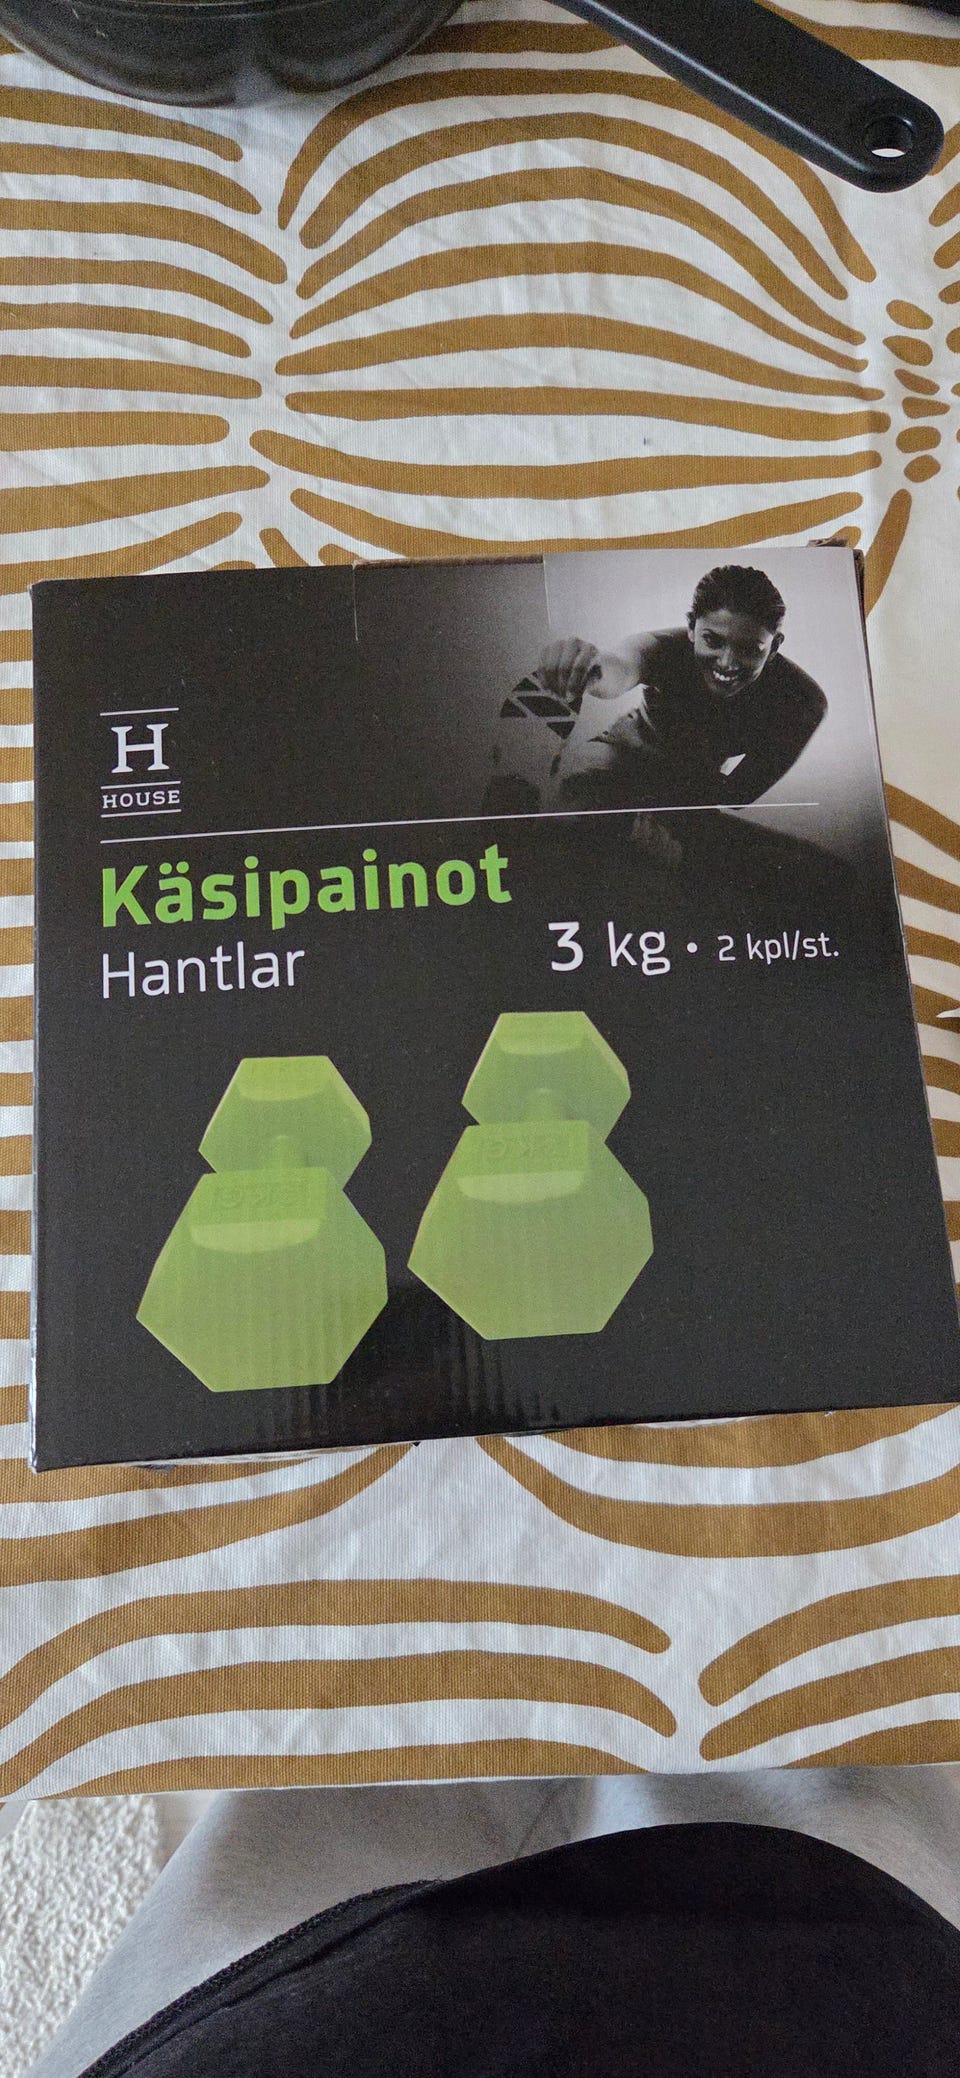 H
HOUSE
Käsipainot
Hantlar
3 kg • 2 kpl/st.